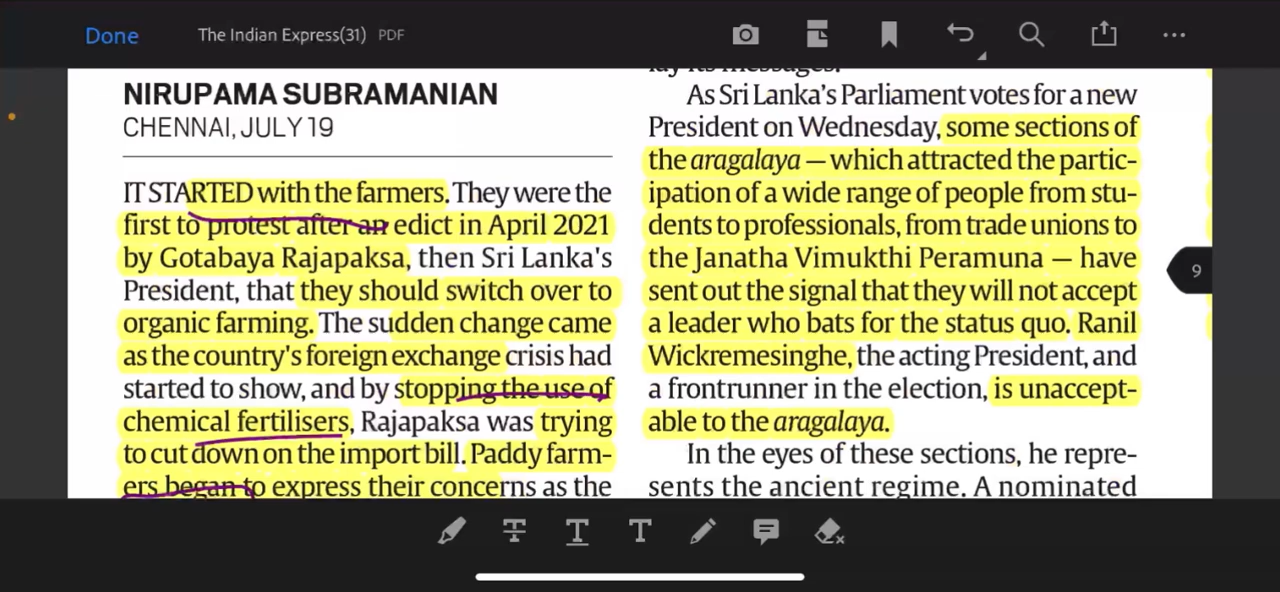 Done
The Indian Express(31) PDF
NIRUPAMA SUBRAMANIAN
CHENNAI, JULY 19
IT STARTED with the farmers. They were the
first to protest after an edict in April 2021
by Gotabaya Rajapaksa, then Sri Lanka's
President, that they should switch over to
organic farming. The sudden change came
as the country's foreign exchange crisis had
started to show, and by stopping the use of
chemical fertilisers, Rajapaksa was trying
to cut down on the import bill. Paddy farm-
ers began to express their concerns as the
lay its messages.
As Sri Lanka's Parliament votes for a new
President on Wednesday, some sections of
the aragalaya — which attracted the partic-
ipation of a wide range of people from stu-
dents to professionals, from trade unions to
the Janatha Vimukthi Peramuna — have
sent out the signal that they will not accept
a leader who bats for the status quo. Ranil
Wickremesinghe, the acting President, and
a frontrunner in the election, is unaccept-
able to the aragalaya.
In the eyes of these sections, he repre-
sents the ancient regime. A nominated
9